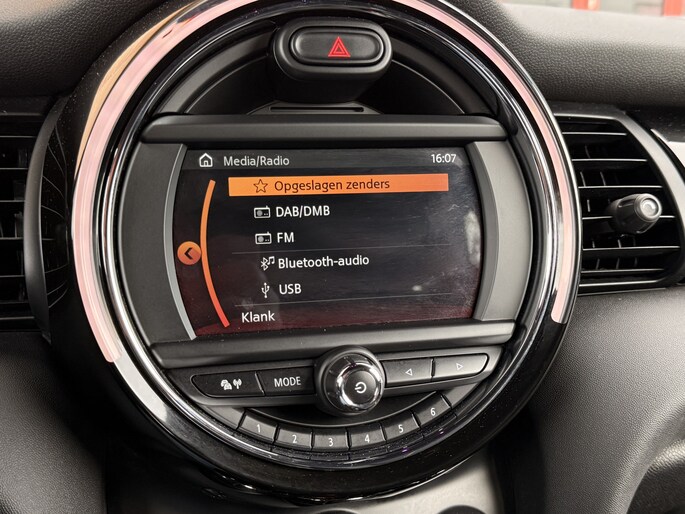 Media/Radio 16:07
Opgeslagen zenders
DAB/DMB
FM
Bluetooth-audio
USB
Klank
MODE
1 2 3 4 5 6